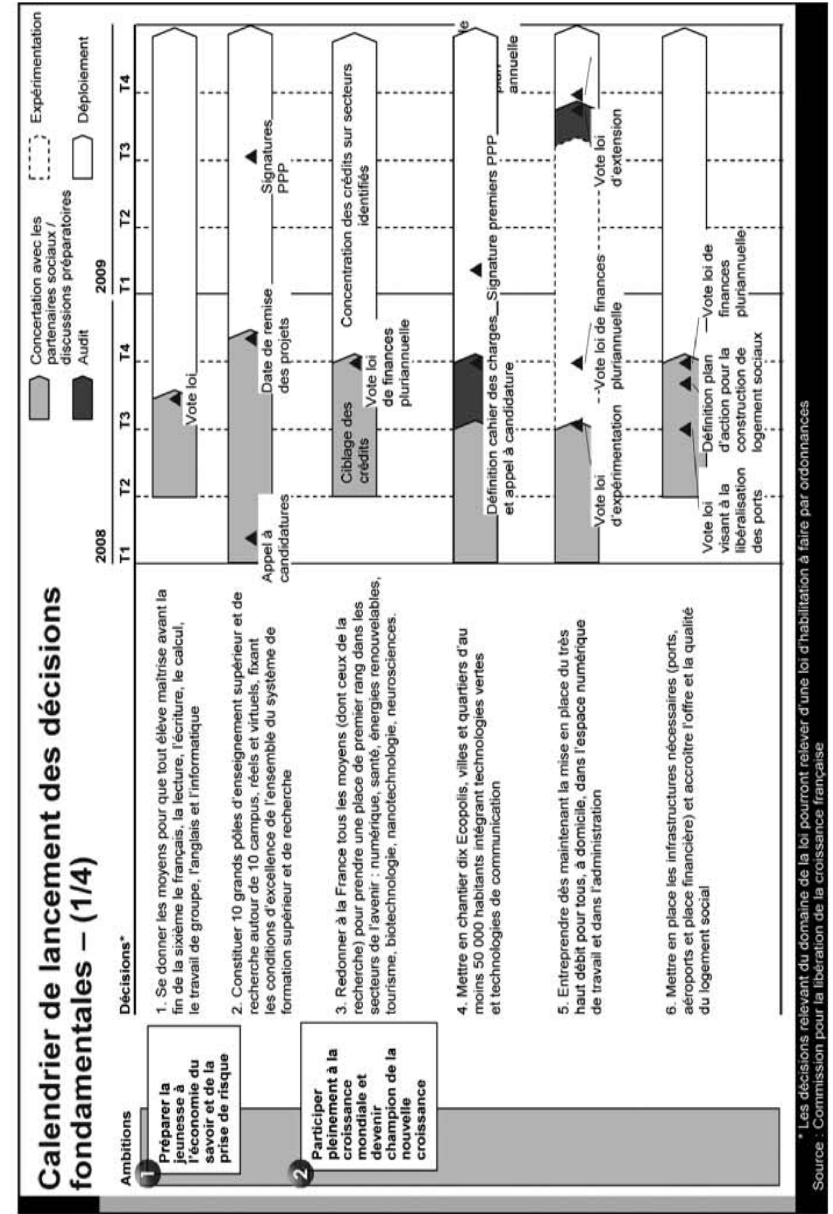 Calendrier de lancement des décisions
fondamentales – (1/4)
Concertation avec les
partenaires sociaux /
discussions préparatoires
Audit
Expérimentation
Déploiement
Ambitions
Décisions*
2008
2009
T1
T2
T3
T4
T1
T2
T3
T4
1
Préparer la
jeunesse à
l'économie du
savoir et de la
prise de risque
1. Se donner les moyens pour que tout élève maîtrise avant la
fin de la sixième le français, la lecture, l'écriture, le calcul,
le travail de groupe, l'anglais et l'informatique
Vote loi
2. Constituer 10 grands pôles d'enseignement supérieur et de
recherche autour de 10 campus, réels et virtuels, fixant
les conditions d'excellence de l'ensemble du système de
formation supérieur et de recherche
Appel à
candidatures
Date de remise
des projets
Signatures
PPP
2
Participer
pleinement à la
croissance
mondiale et
devenir
champion de la
nouvelle
croissance
3. Redonner à la France tous les moyens (dont ceux de la
recherche) pour prendre une place de premier rang dans les
secteurs de l'avenir : numérique, santé, énergies renouvelables,
tourisme, biotechnologie, nanotechnologie, neurosciences.
Ciblage des
crédits
Vote loi
de finances
pluriannuelle
Concentration des crédits sur secteurs
identifiés
4. Mettre en chantier dix Ecopolis, villes et quartiers d'au
moins 50 000 habitants intégrant technologies vertes
et technologies de communication
Définition cahier des charges
et appel à candidature
Signature premiers PPP
annuelle
5. Entreprendre dès maintenant la mise en place du très
haut débit pour tous, à domicile, dans l'espace numérique
de travail et dans l'administration
Vote loi
d'expérimentation
Vote loi de finances
pluriannuelle
Vote loi
d'extension
6. Mettre en place les infrastructures nécessaires (ports,
aéroports et place financière) et accroître l'offre et la qualité
du logement social
Vote loi
visant à la
libéralisation
des ports
Définition plan
d'action pour la
construction de
logement sociaux
Vote loi de
finances
pluriannuelle
* Les décisions relevant du domaine de la loi pourront relever d'une loi d'habilitation à faire par ordonnances
Source : Commission pour la libération de la croissance française